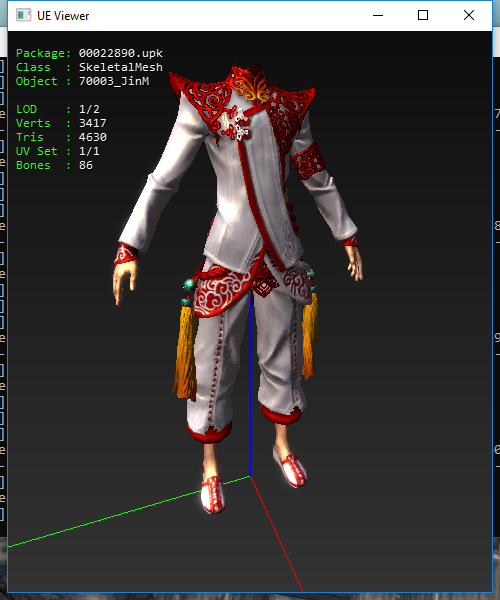 UE Viewer
Package: 00022890.upk
Class : SkeletalMesh
Object : 70003_JinM
LOD : 1/2
Verts : 3417
Tris : 4630
UV Set : 1/1
Bones : 86